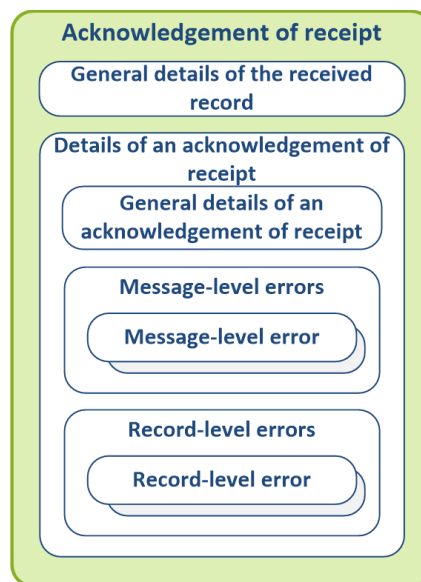 Acknowledgement of receipt
General details of the received
record
Details of an acknowledgement of
receipt
General details of an
acknowledgement of receipt
Message-level errors
Message-level error
Record-level errors
Record-level error